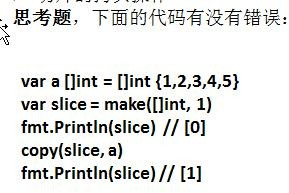 思考题，下面的代码有没有错误：
var a []int = []int {1,2,3,4,5}
var slice = make([]int, 1)
fmt.Println(slice) // [0]
copy(slice, a)
fmt.Println(slice) // [1]